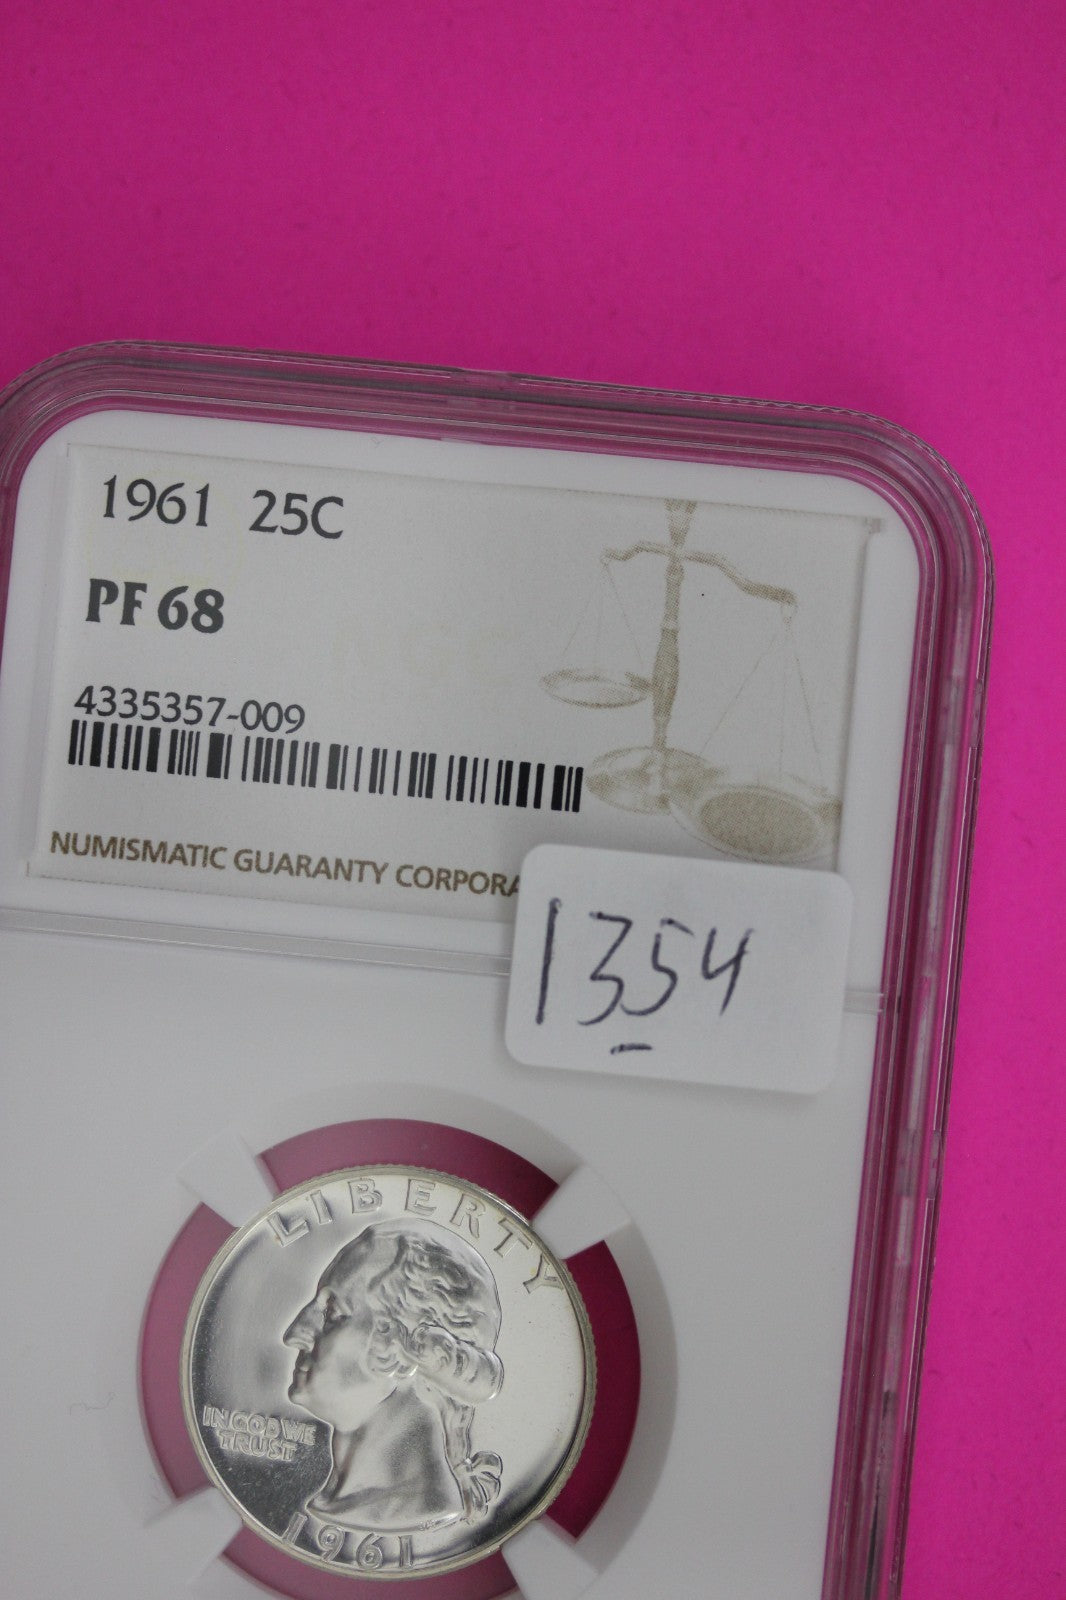 1961 25C
PF 68
4335357-009
NUMISMATIC GUARANTY CORPORA
1354
LIBERTY
IN GOD WE
TRUST
1961